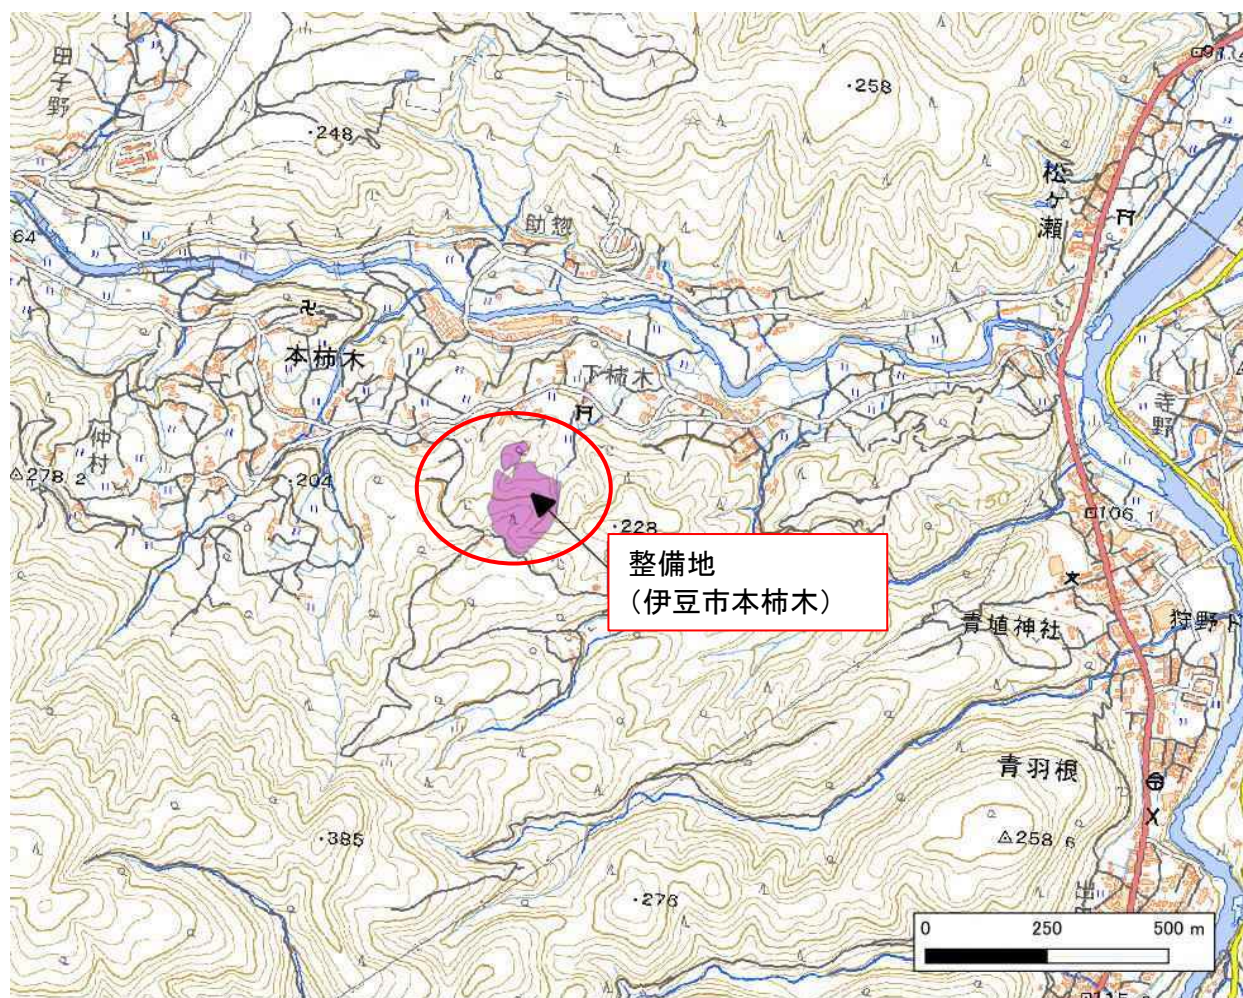 田子野
・248
・258
松ヶ瀬
助惣
64
本柿木
下柿木
仲村
278 2
・204
・228
寺野
106 1
整備地
（伊豆市本柿木）
青埴神社
狩野
青羽根
・385
258 6
・276
0 250 500 m